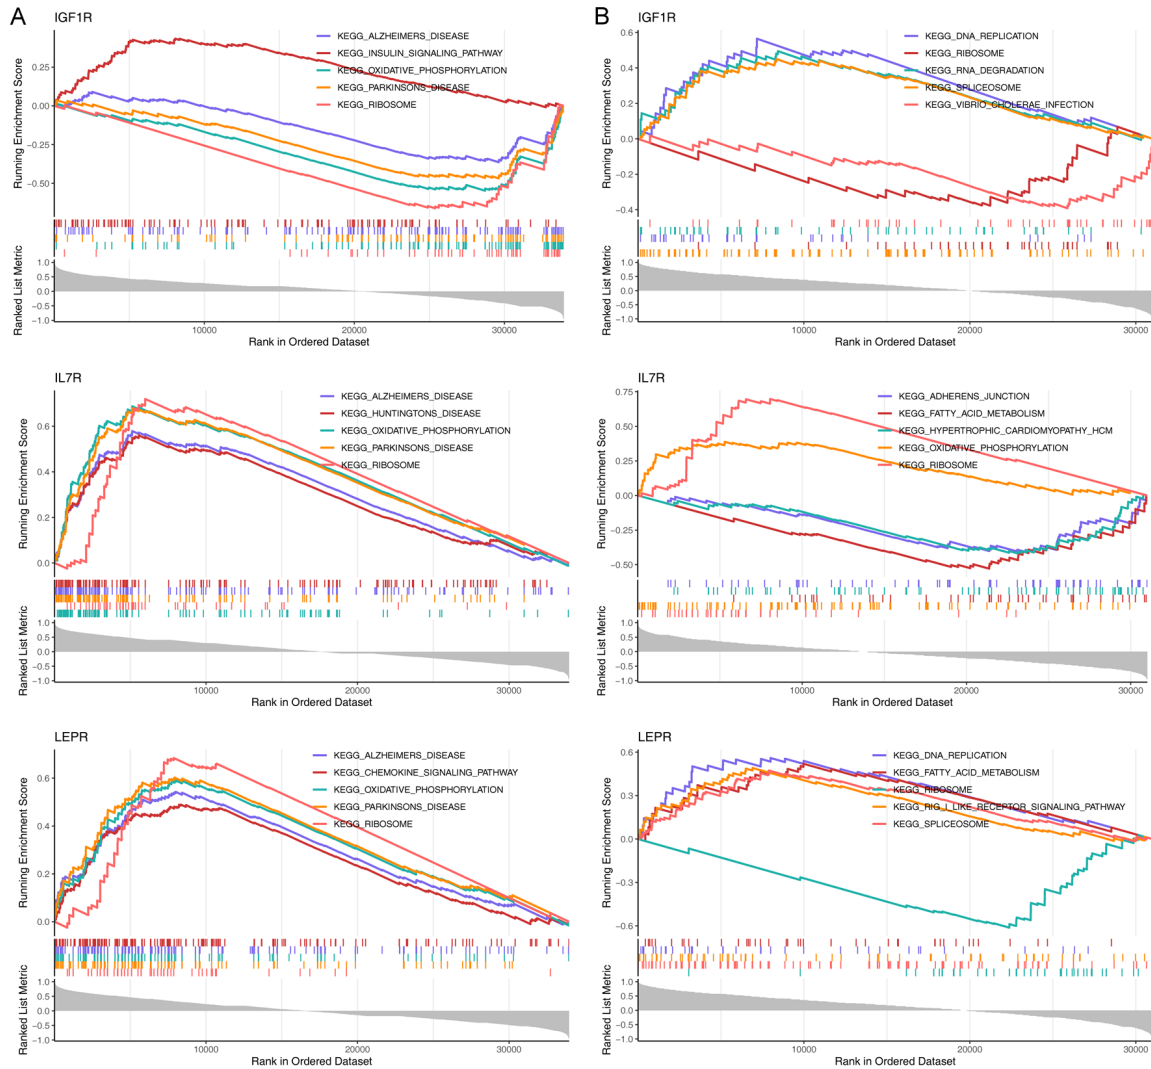 A
IGF1R
Running Enrichment Score
0.25
0.00
−0.25
−0.50
KEGG_ALZHEIMERS_DISEASE
KEGG_INSULIN_SIGNALING_PATHWAY
KEGG_OXIDATIVE_PHOSPHORYLATION
KEGG_PARKINSONS_DISEASE
KEGG_RIBOSOME
Ranked List Metric
1.0
0.5
0.0
−0.5
−1.0
10000 20000 30000
Rank in Ordered Dataset
B
IGF1R
Running Enrichment Score
0.6
0.4
0.2
0.0
−0.2
−0.4
KEGG_DNA_REPLICATION
KEGG_RIBOSOME
KEGG_RNA_DEGRADATION
KEGG_SPLICEOSOME
KEGG_VIBRIO_CHOLERAE_INFECTION
Ranked List Metric
1.0
0.5
0.0
−0.5
−1.0
10000 20000 30000
Rank in Ordered Dataset
IL7R
Running Enrichment Score
0.6
0.4
0.2
0.0
KEGG_ALZHEIMERS_DISEASE
KEGG_HUNTINGTONS_DISEASE
KEGG_OXIDATIVE_PHOSPHORYLATION
KEGG_PARKINSONS_DISEASE
KEGG_RIBOSOME
Ranked List Metric
1.0
0.5
0.0
−0.5
−1.0
10000 20000 30000
Rank in Ordered Dataset
IL7R
Running Enrichment Score
0.75
0.50
0.25
0.00
−0.25
−0.50
KEGG_ADHERENS_JUNCTION
KEGG_FATTY_ACID_METABOLISM
KEGG_HYPERTROPHIC_CARDIOMYOPATHY_HCM
KEGG_OXIDATIVE_PHOSPHORYLATION
KEGG_RIBOSOME
Ranked List Metric
1.0
0.5
0.0
−0.5
−1.0
10000 20000 30000
Rank in Ordered Dataset
LEPR
Running Enrichment Score
0.6
0.4
0.2
0.0
KEGG_ALZHEIMERS_DISEASE
KEGG_CHEMOKINE_SIGNALING_PATHWAY
KEGG_OXIDATIVE_PHOSPHORYLATION
KEGG_PARKINSONS_DISEASE
KEGG_RIBOSOME
Ranked List Metric
1.0
0.5
0.0
−0.5
−1.0
10000 20000 30000
Rank in Ordered Dataset
LEPR
Running Enrichment Score
0.6
0.3
0.0
−0.3
−0.6
KEGG_DNA_REPLICATION
KEGG_FATTY_ACID_METABOLISM
KEGG_RIBOSOME
KEGG_RIG_I_LIKE_RECEPTOR_SIGNALING_PATHWAY
KEGG_SPLICEOSOME
Ranked List Metric
1.0
0.5
0.0
−0.5
−1.0
10000 20000 30000
Rank in Ordered Dataset